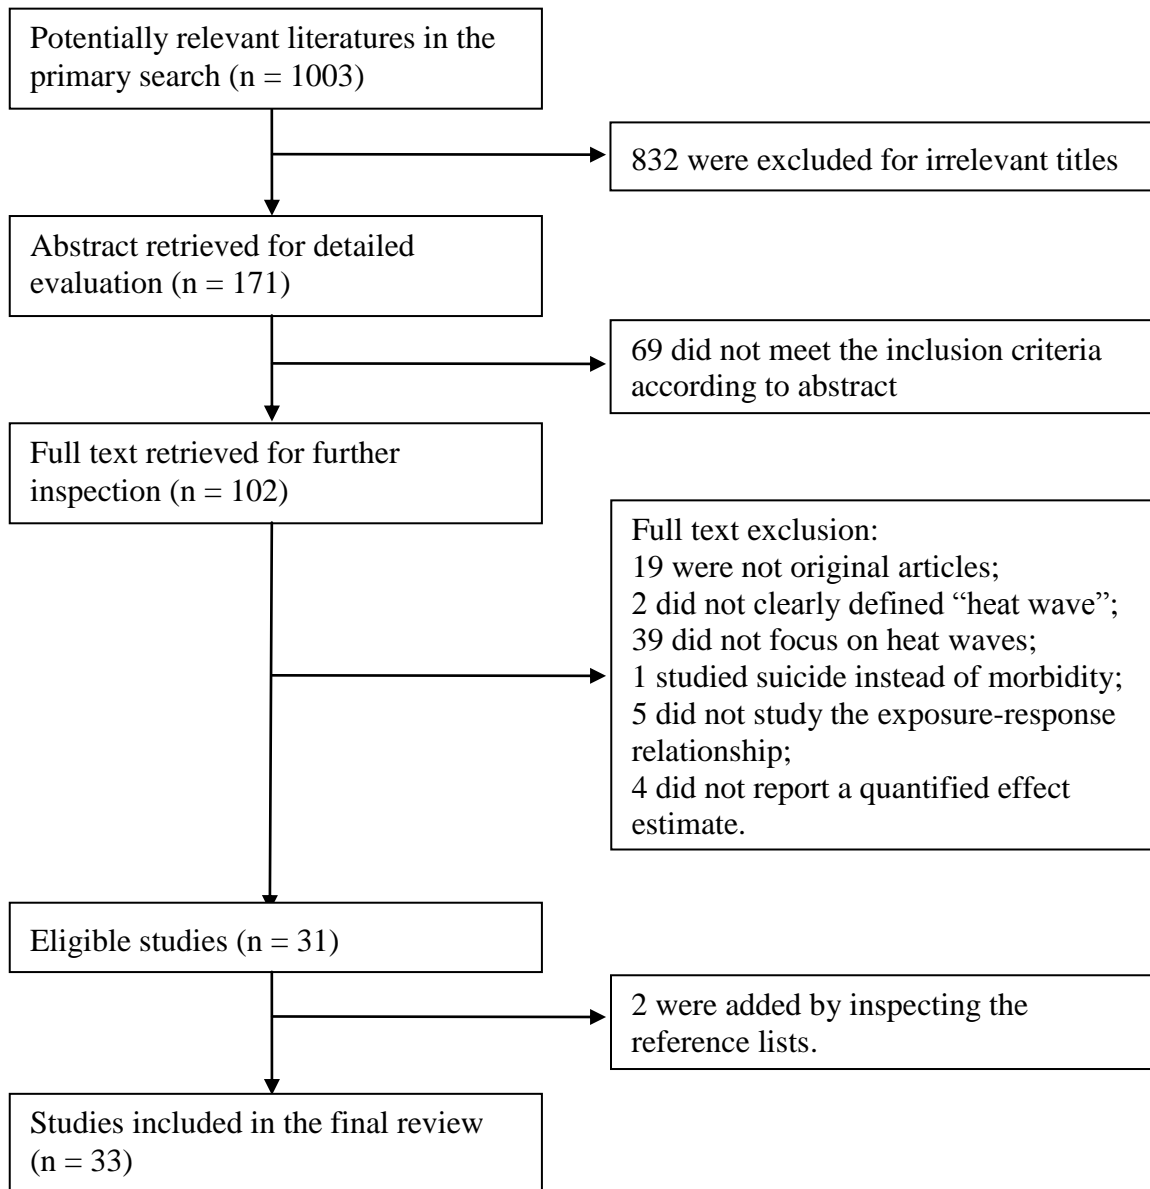 Potentially relevant literatures in the
primary search (n = 1003)
832 were excluded for irrelevant titles
Abstract retrieved for detailed
evaluation (n = 171)
69 did not meet the inclusion criteria
according to abstract
Full text retrieved for further
inspection (n = 102)
Full text exclusion:
19 were not original articles;
2 did not clearly defined “heat wave”;
39 did not focus on heat waves;
1 studied suicide instead of morbidity;
5 did not study the exposure-response
relationship;
4 did not report a quantified effect
estimate.
Eligible studies (n = 31)
2 were added by inspecting the
reference lists.
Studies included in the final review
(n = 33)